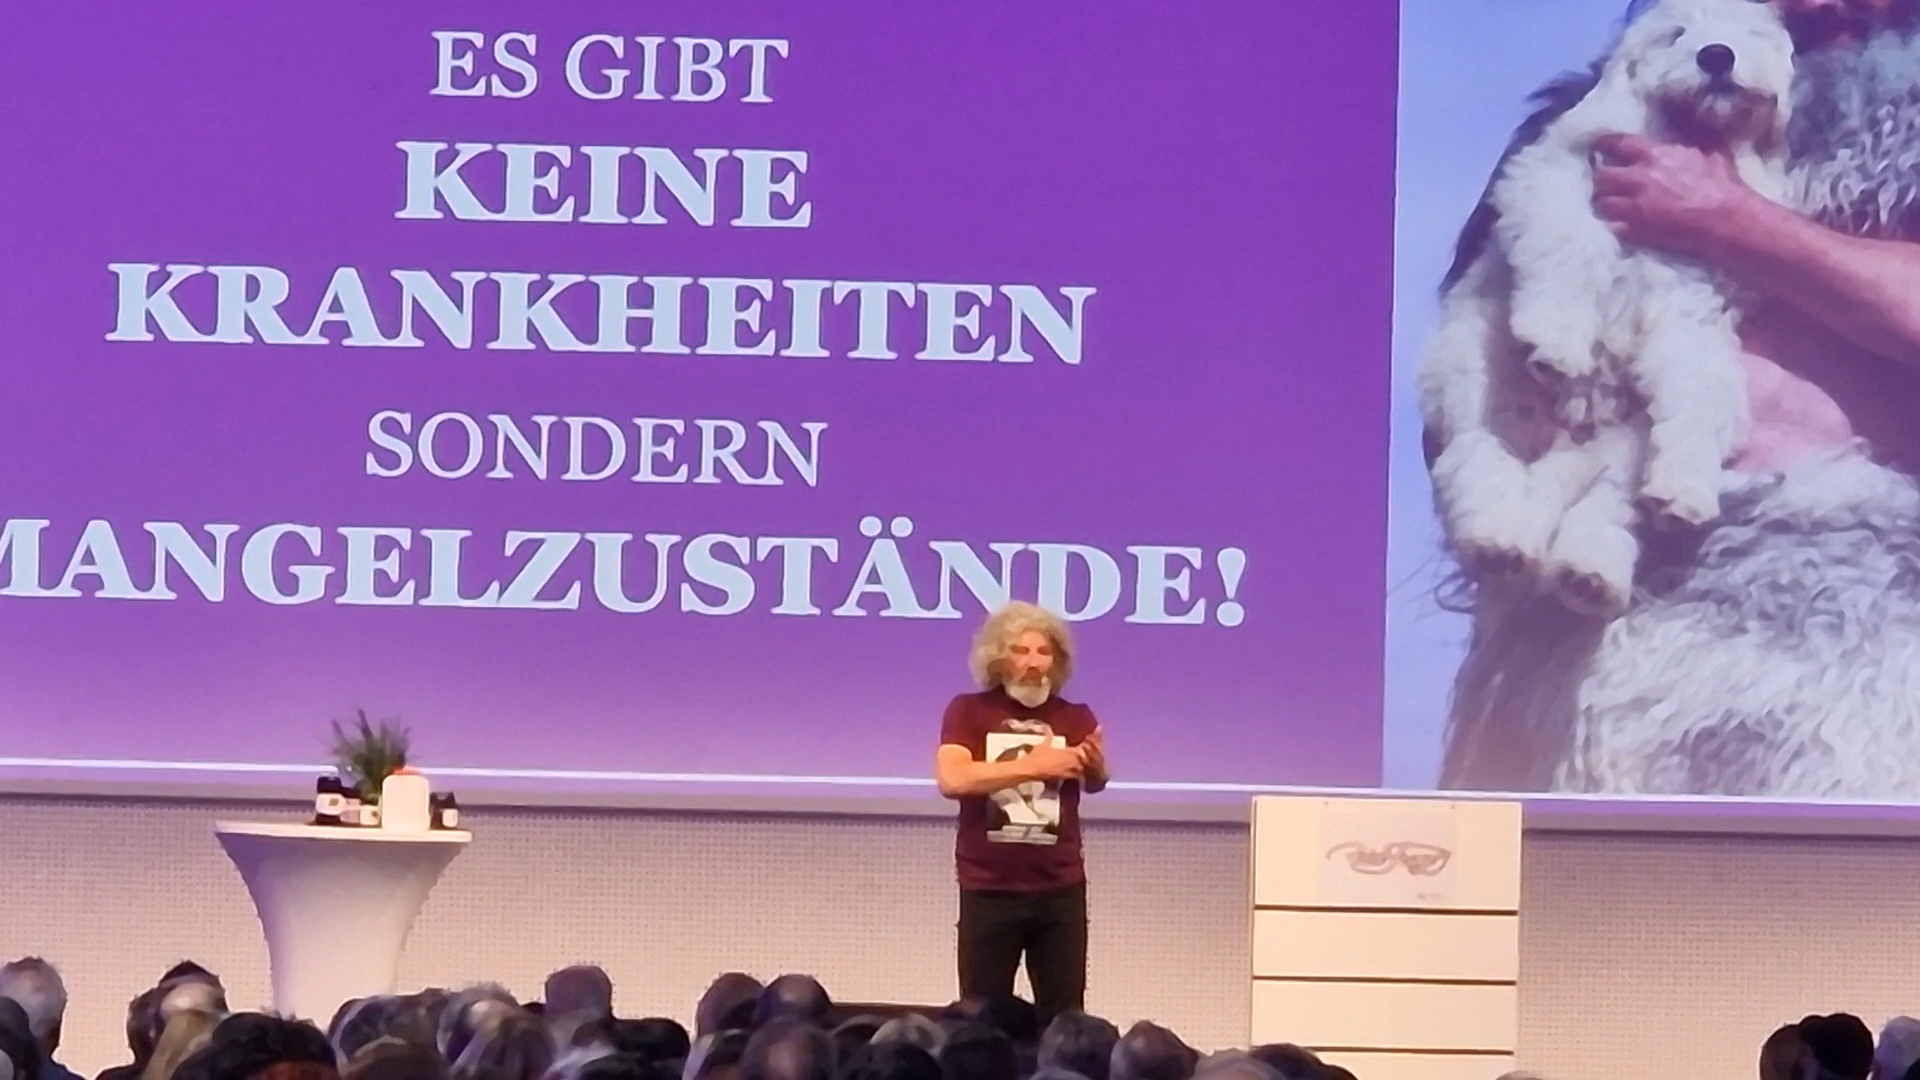 ES GIBT
KEINE
KRANKHEITEN
SONDERN
MANGELZUSTÄNDE!